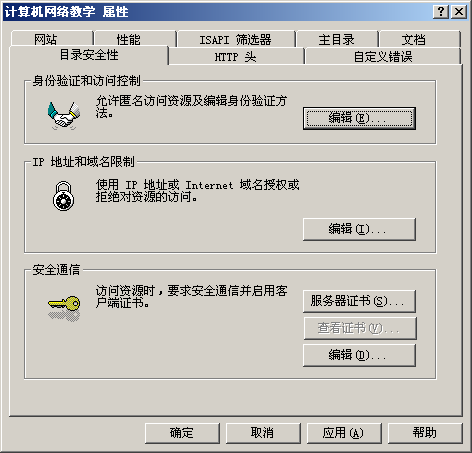 计算机网络教学 属性
网站
性能
ISAPI 筛选器
主目录
文档
目录安全性
HTTP 头
自定义错误
身份验证和访问控制
允许匿名访问资源及编辑身份验证方
法。
编辑(E)...
IP 地址和域名限制
使用 IP 地址或 Internet 域名授权或
拒绝对资源的访问。
编辑(I)...
安全通信
访问资源时，要求安全通信并启用客
户端证书。
服务器证书(S)...
查看证书(V)...
编辑(D)...
确定
取消
应用(A)
帮助